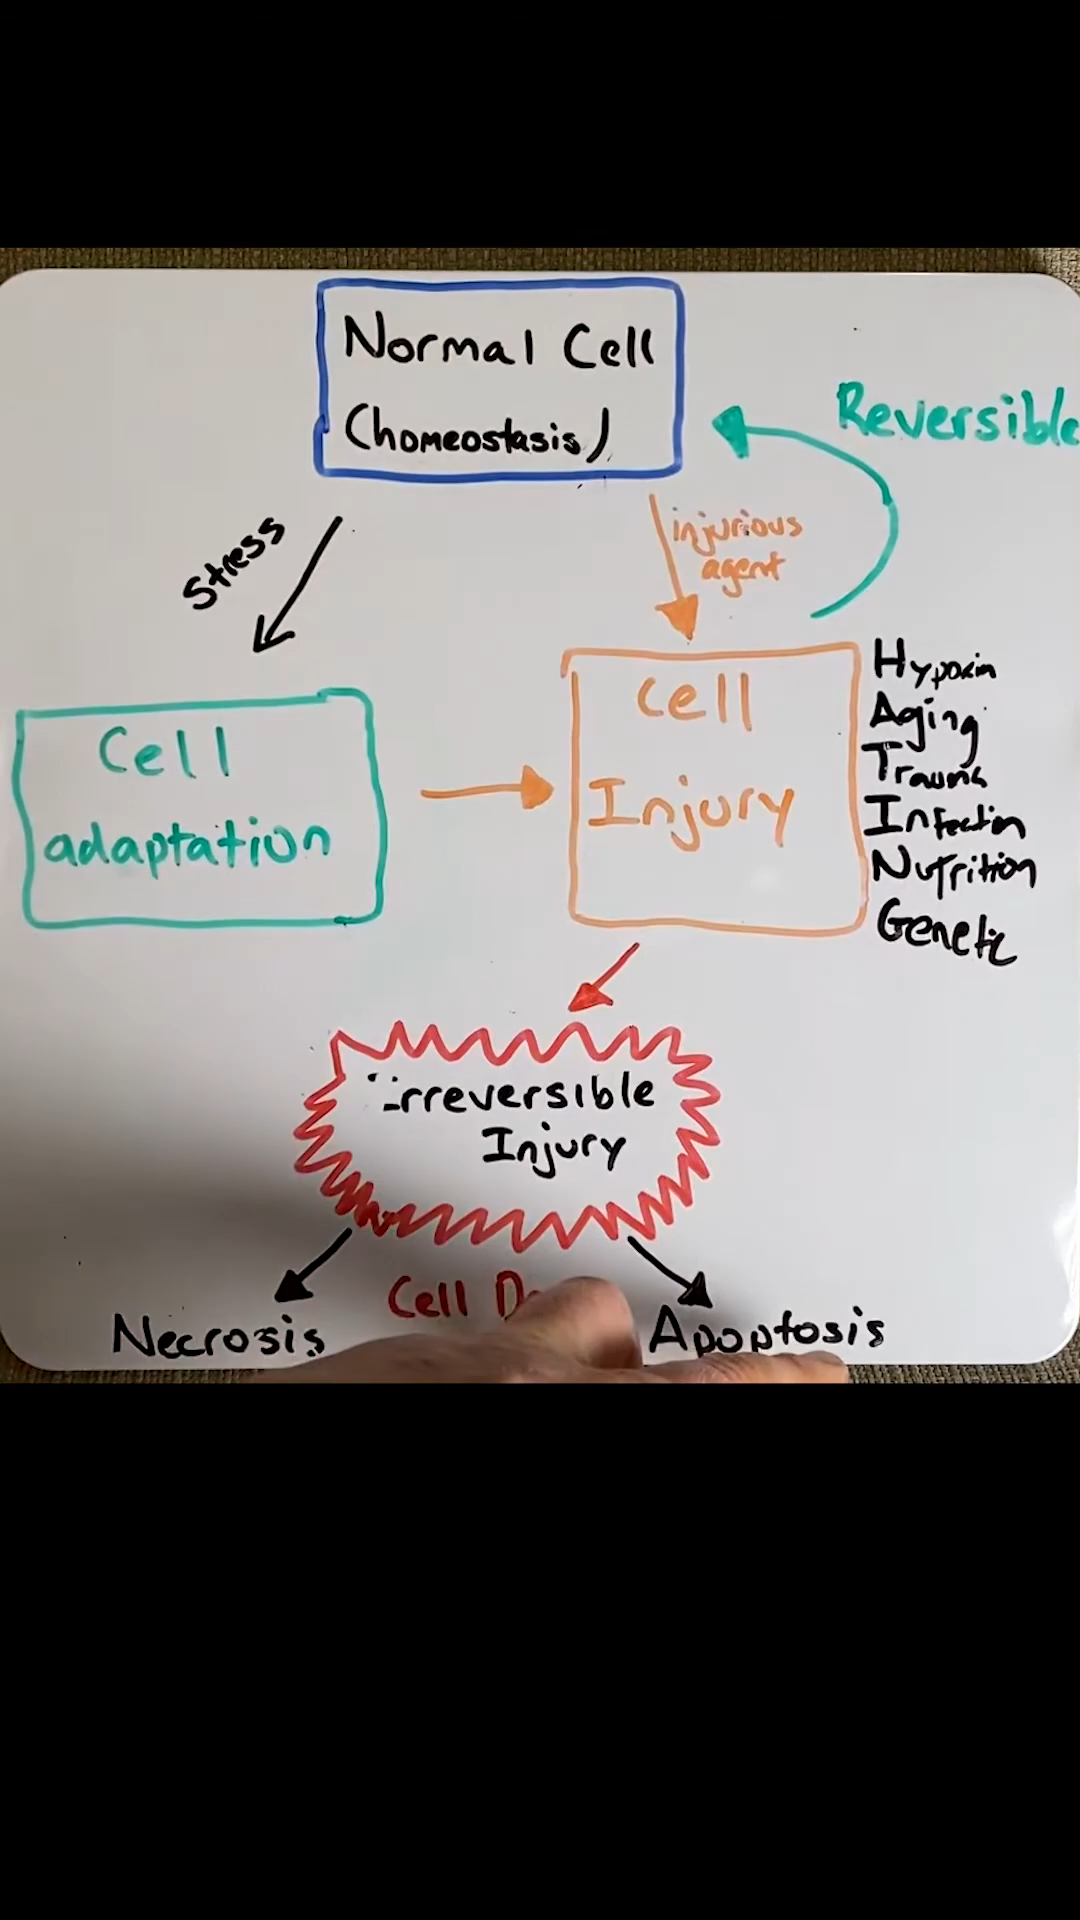 Normal Cell
(homeostasis)
Reversible
Stress
injurious
agent
Cell
adaptation
Cell
Injury
Hypoxia
Aging
Trauma
Infection
Nutrition
Genetic
irreversible
Injury
Cell
Necrosis
Apoptosis